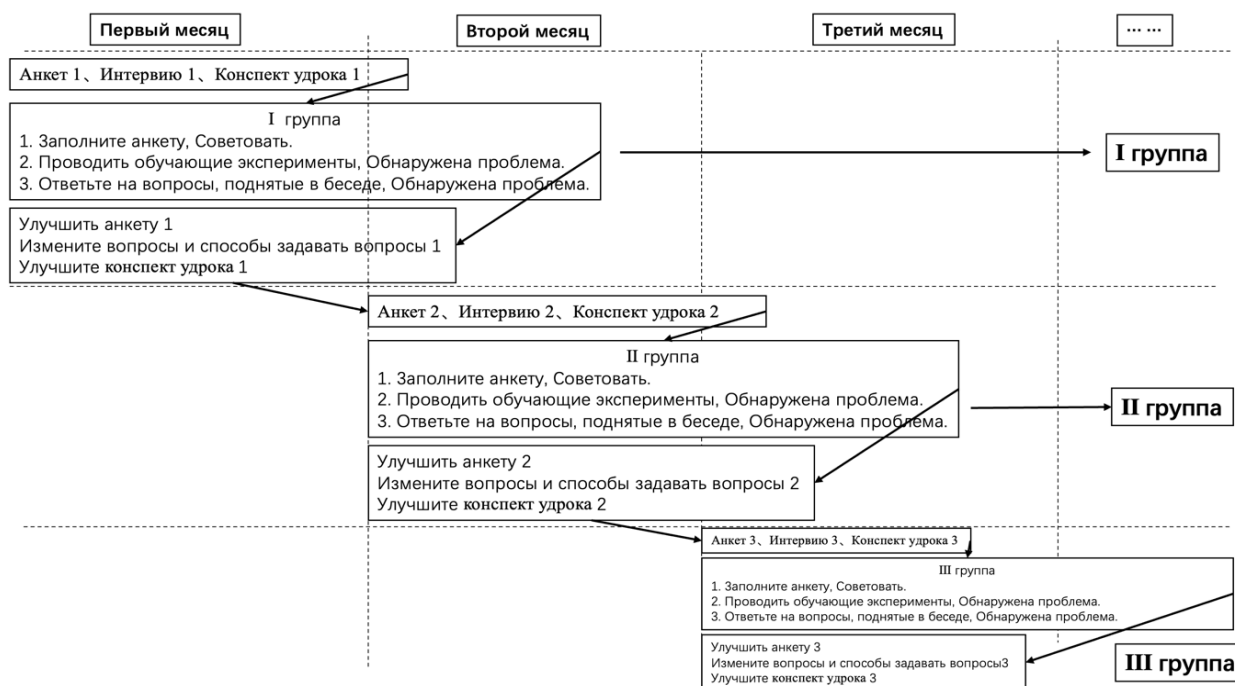 Первый месяц
Второй месяц
Третий месяц
... ...
Анкет 1、Интервию 1、Конспект удрока 1
I группа
1. Заполните анкету, Советовать.
2. Проводить обучающие эксперименты, Обнаружена проблема.
3. Ответьте на вопросы, поднятые в беседе, Обнаружена проблема.
I группа
Улучшить анкету 1
Измените вопросы и способы задавать вопросы 1
Улучшите конспект удрока 1
Анкет 2、Интервию 2、Конспект удрока 2
II группа
1. Заполните анкету, Советовать.
2. Проводить обучающие эксперименты, Обнаружена проблема.
3. Ответьте на вопросы, поднятые в беседе, Обнаружена проблема.
II группа
Улучшить анкету 2
Измените вопросы и способы задавать вопросы 2
Улучшите конспект удрока 2
Анкет 3、Интервию 3、Конспект удрока 3
III группа
1. Заполните анкету, Советовать.
2. Проводить обучающие эксперименты, Обнаружена проблема.
3. Ответьте на вопросы, поднятые в беседе, Обнаружена проблема.
Улучшить анкету 3
Измените вопросы и способы задавать вопросы3
Улучшите конспект удрока 3
III группа